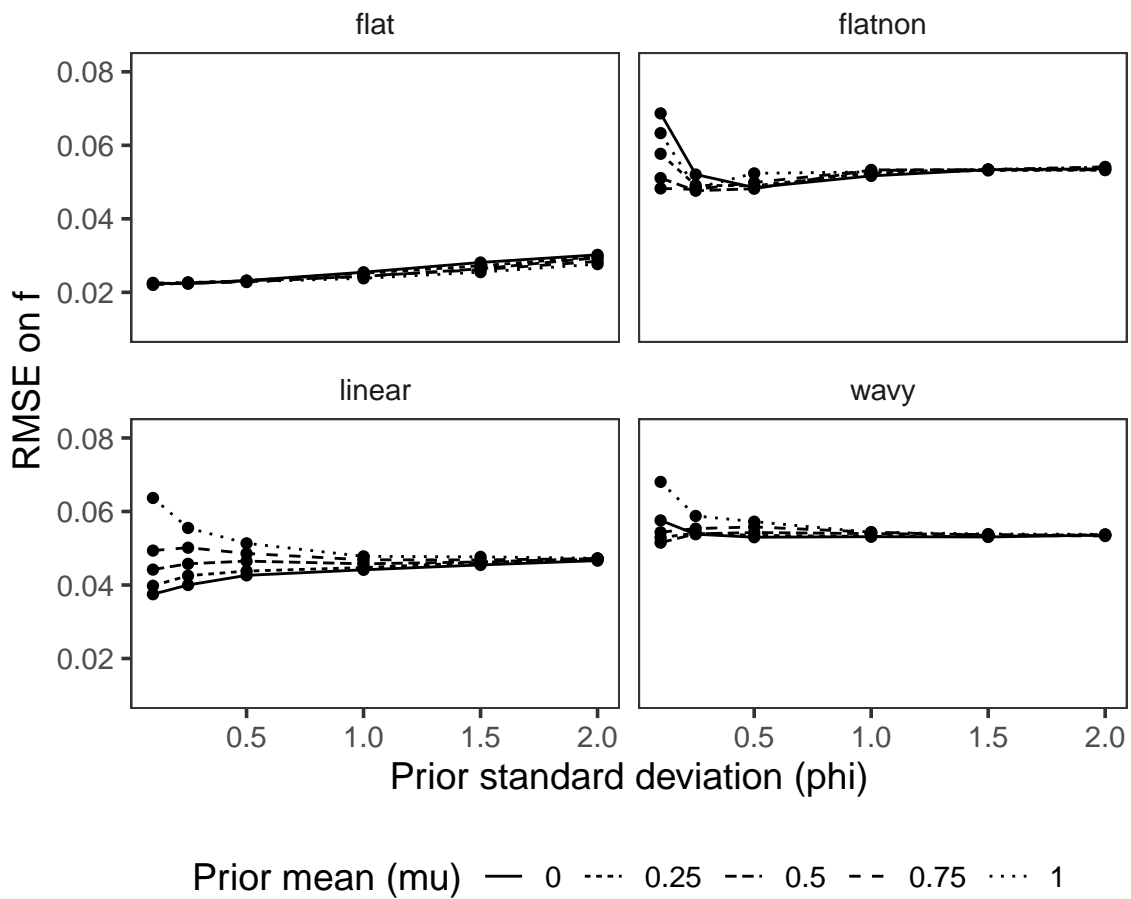 flat
flatnon
0.08
0.06
0.04
0.02
linear
wavy
0.08
0.06
0.04
0.02
RMSE on f
0.5 1.0 1.5 2.0 0.5 1.0 1.5 2.0
Prior standard deviation (phi)
Prior mean (mu) 0 0.25 0.5 0.75 1